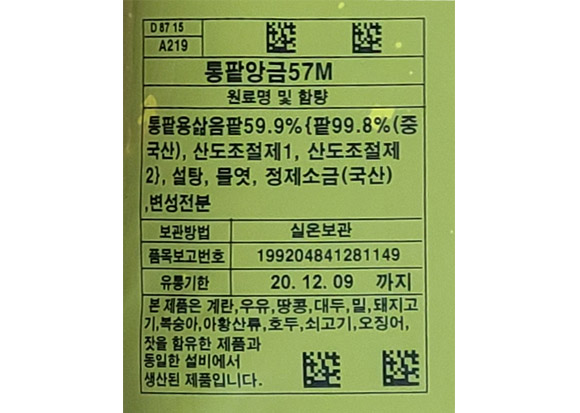 D 87 15
A219
통팥앙금57M
원료명 및 함량
통팥용삶음팥59.9%{팥99.8%(중
국산), 산도조절제1, 산도조절제
2}, 설탕, 물엿, 정제소금(국산)
,변성전분
보관방법 실온보관
품목보고번호 199204841281149
유통기한 20. 12. 09 까지
본 제품은 계란,우유,땅콩,대두,밀,돼지고
기,복숭아,아황산류,호두,쇠고기,오징어,
잣을 함유한 제품과
동일한 설비에서
생산된 제품입니다.